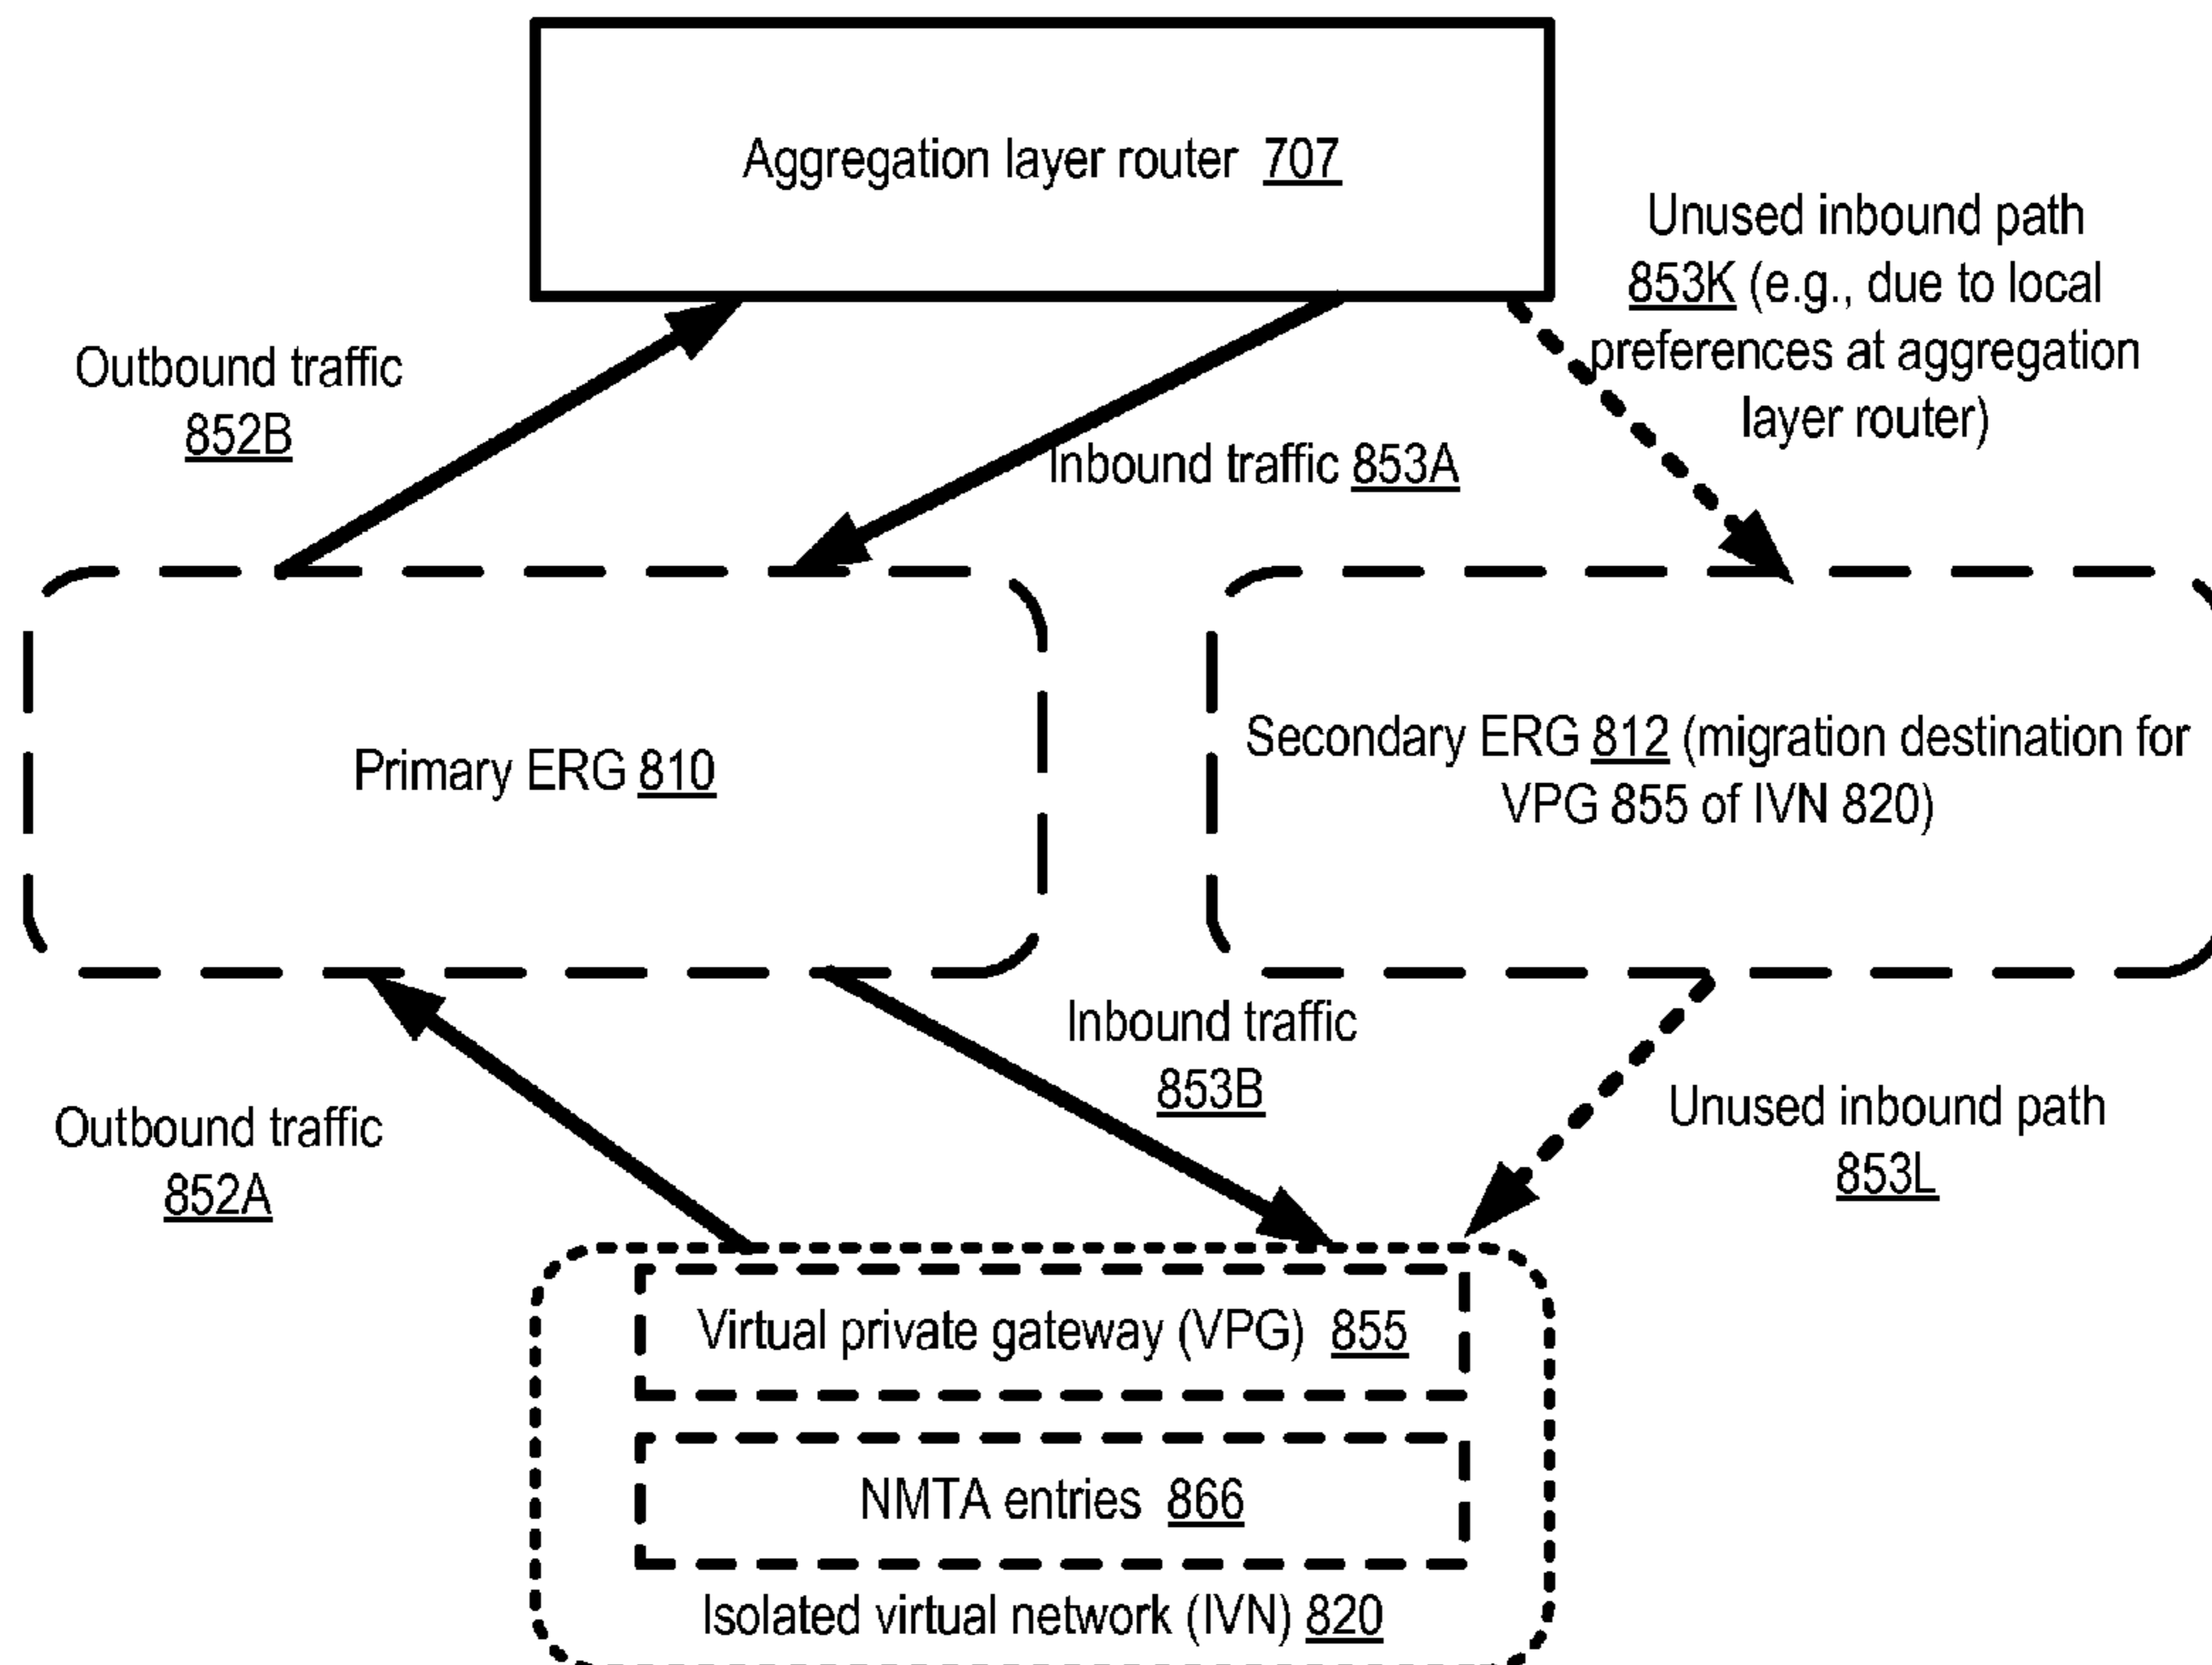 Aggregation layer router 707
Unused inbound path
853K (e.g., due to local
preferences at aggregation
layer router)
Outbound traffic
852B
Inbound traffic 853A
Primary ERG 810
Secondary ERG 812 (migration destination for
VPG 855 of IVN 820)
Inbound traffic
853B
Outbound traffic
852A
Unused inbound path
853L
Virtual private gateway (VPG) 855
NMTA entries 866
Isolated virtual network (IVN) 820